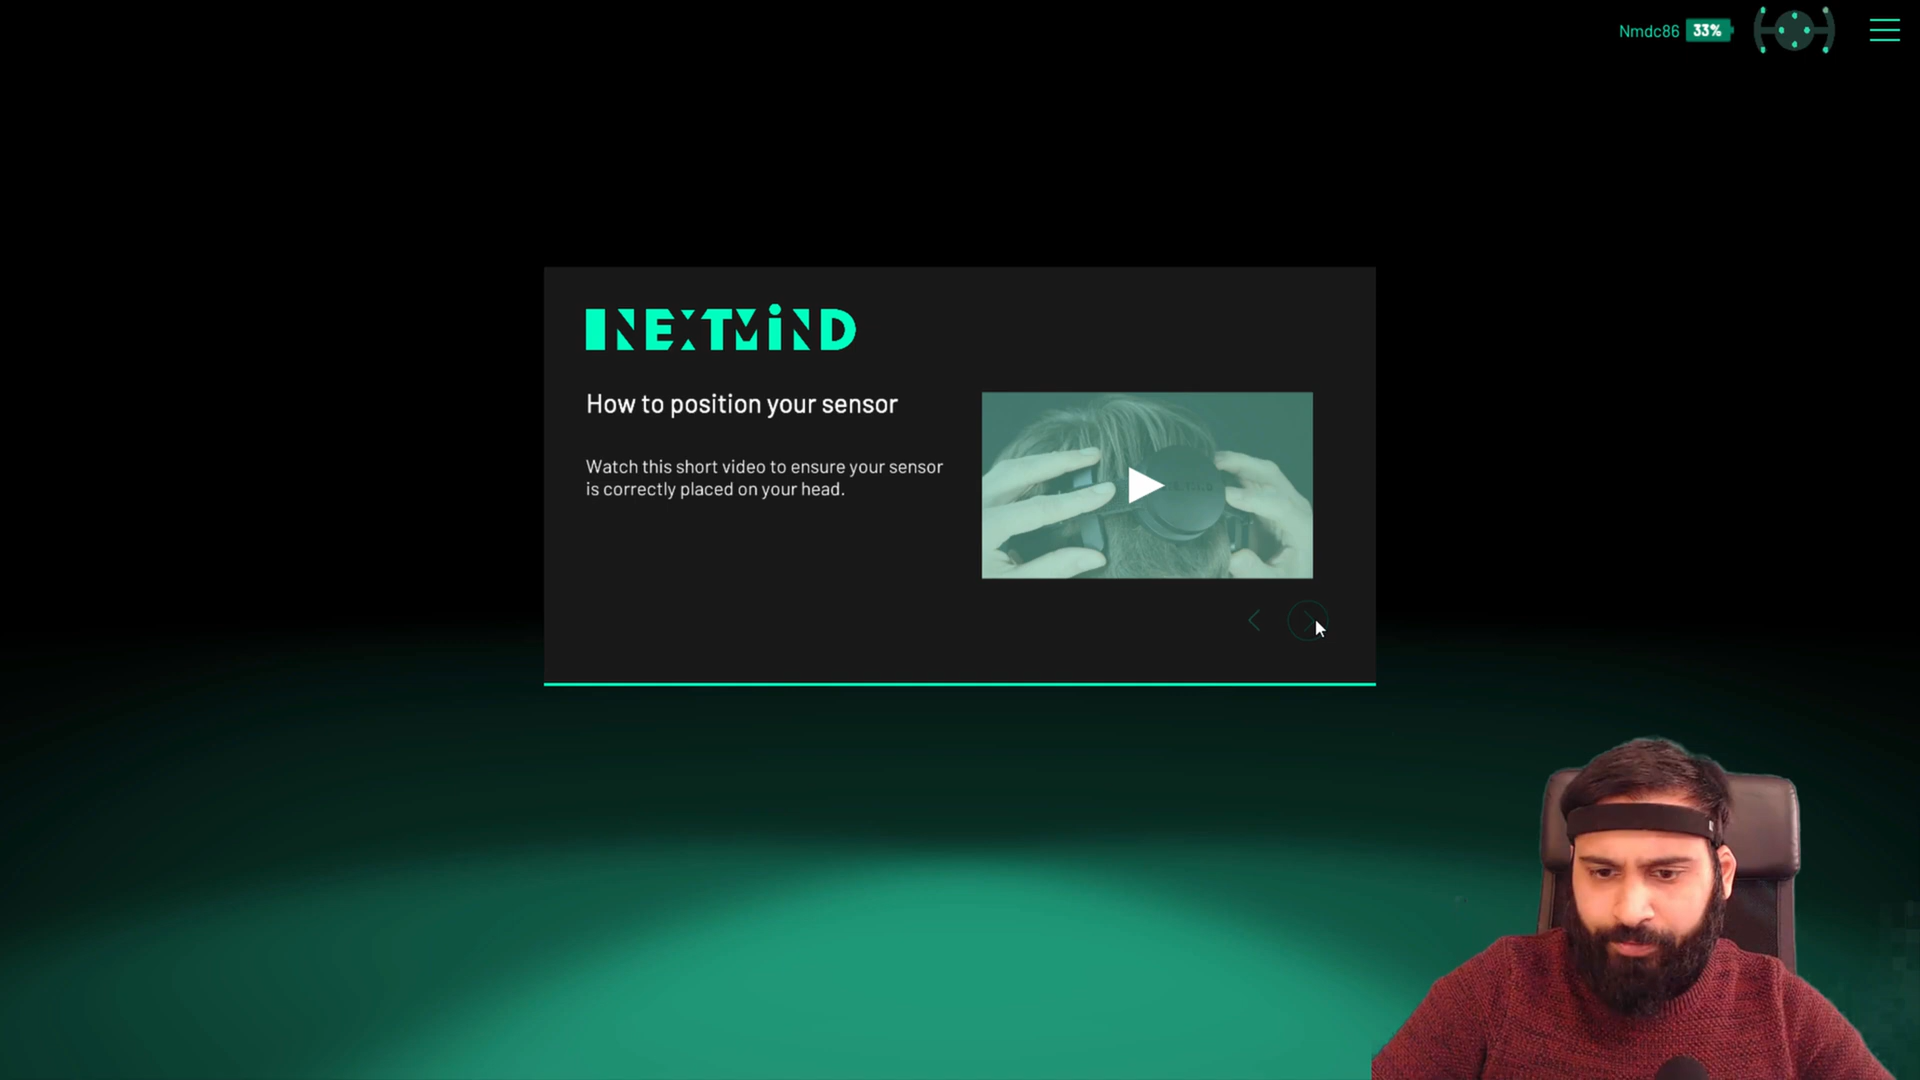 Nmdc86 33%
NEXTMIND
How to position your sensor
Watch this short video to ensure your sensor
is correctly placed on your head.